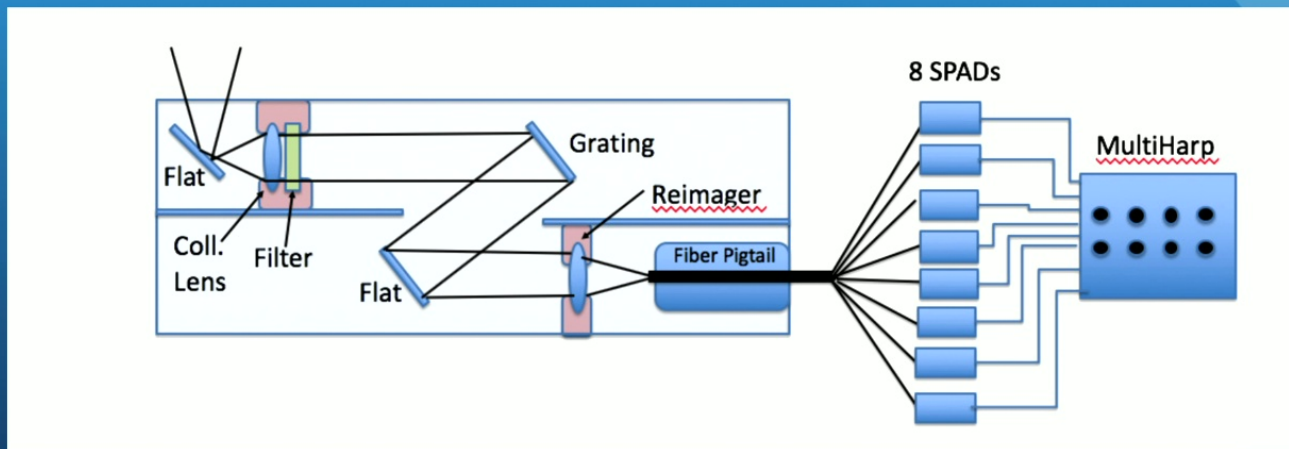 8 SPADs
MultiHarp
Grating
Flat
Reimager
Coll.
Lens
Filter
Fiber Pigtail
Flat